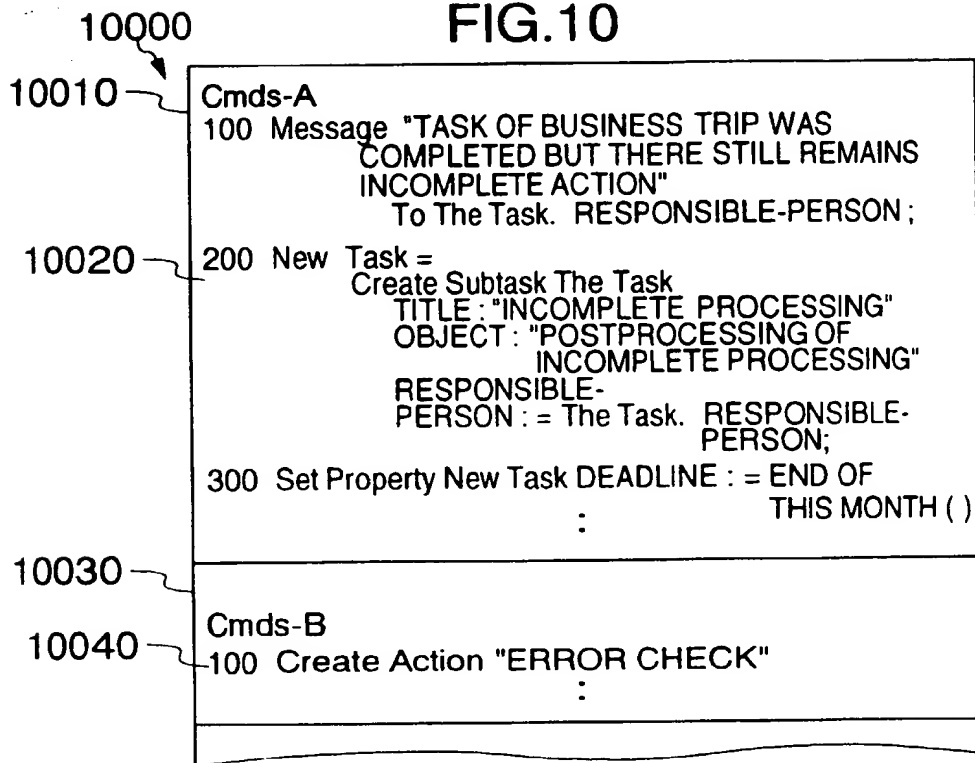 FIG.10
10000
10010
Cmds-A
100 Message "TASK OF BUSINESS TRIP WAS
COMPLETED BUT THERE STILL REMAINS
INCOMPLETE ACTION"
To The Task. RESPONSIBLE-PERSON ;
10020
200 New Task =
Create Subtask The Task
TITLE : "INCOMPLETE PROCESSING"
OBJECT : "POSTPROCESSING OF
INCOMPLETE PROCESSING"
RESPONSIBLE-
PERSON : = The Task. RESPONSIBLE-
PERSON;
300 Set Property New Task DEADLINE : = END OF
THIS MONTH ( )
:
10030
Cmds-B
10040
100 Create Action "ERROR CHECK"
: